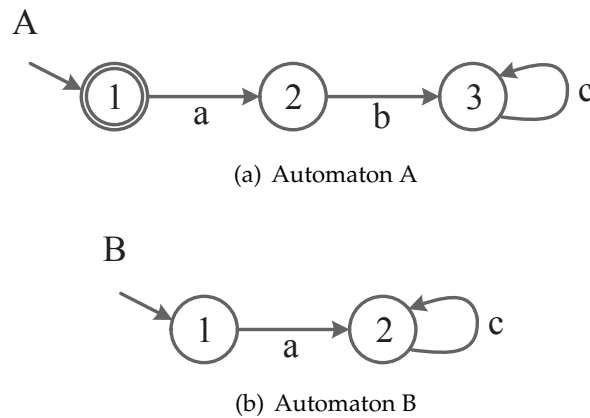 A
1 2 3
a b c
(a) Automaton A
B
1 2
a c
(b) Automaton B